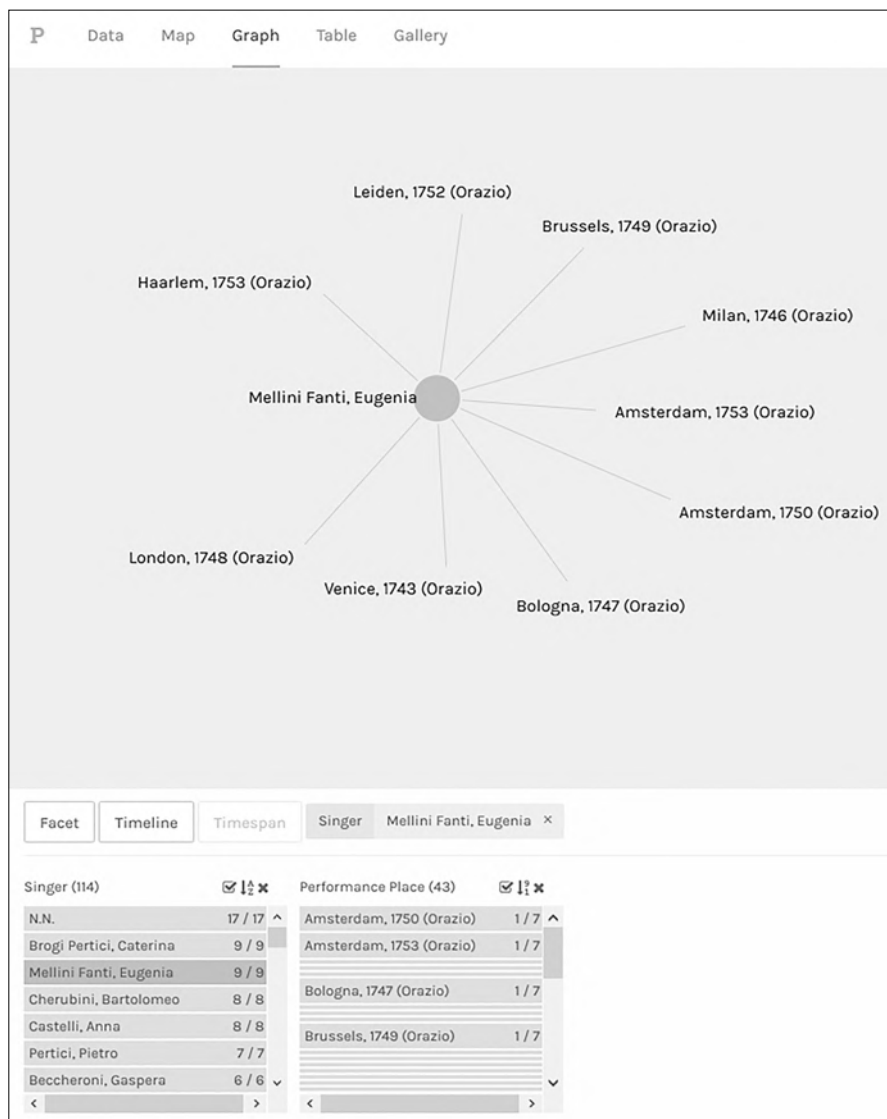 P Data Map Graph Table Gallery
Leiden, 1752 (Orazio)
Brussels, 1749 (Orazio)
Haarlem, 1753 (Orazio)
Milan, 1746 (Orazio)
Mellini Fanti, Eugenia
Amsterdam, 1753 (Orazio)
Amsterdam, 1750 (Orazio)
London, 1748 (Orazio)
Venice, 1743 (Orazio)
Bologna, 1747 (Orazio)
Facet Timeline Timespan Singer Mellini Fanti, Eugenia ×
Singer (114)
N.N. 17 / 17
Brogi Pertici, Caterina 9 / 9
Mellini Fanti, Eugenia 9 / 9
Cherubini, Bartolomeo 8 / 8
Castelli, Anna 8 / 8
Pertici, Pietro 7 / 7
Beccheroni, Gaspera 6 / 6
Performance Place (43)
Amsterdam, 1750 (Orazio) 1 / 7
Amsterdam, 1753 (Orazio) 1 / 7
Bologna, 1747 (Orazio) 1 / 7
Brussels, 1749 (Orazio) 1 / 7